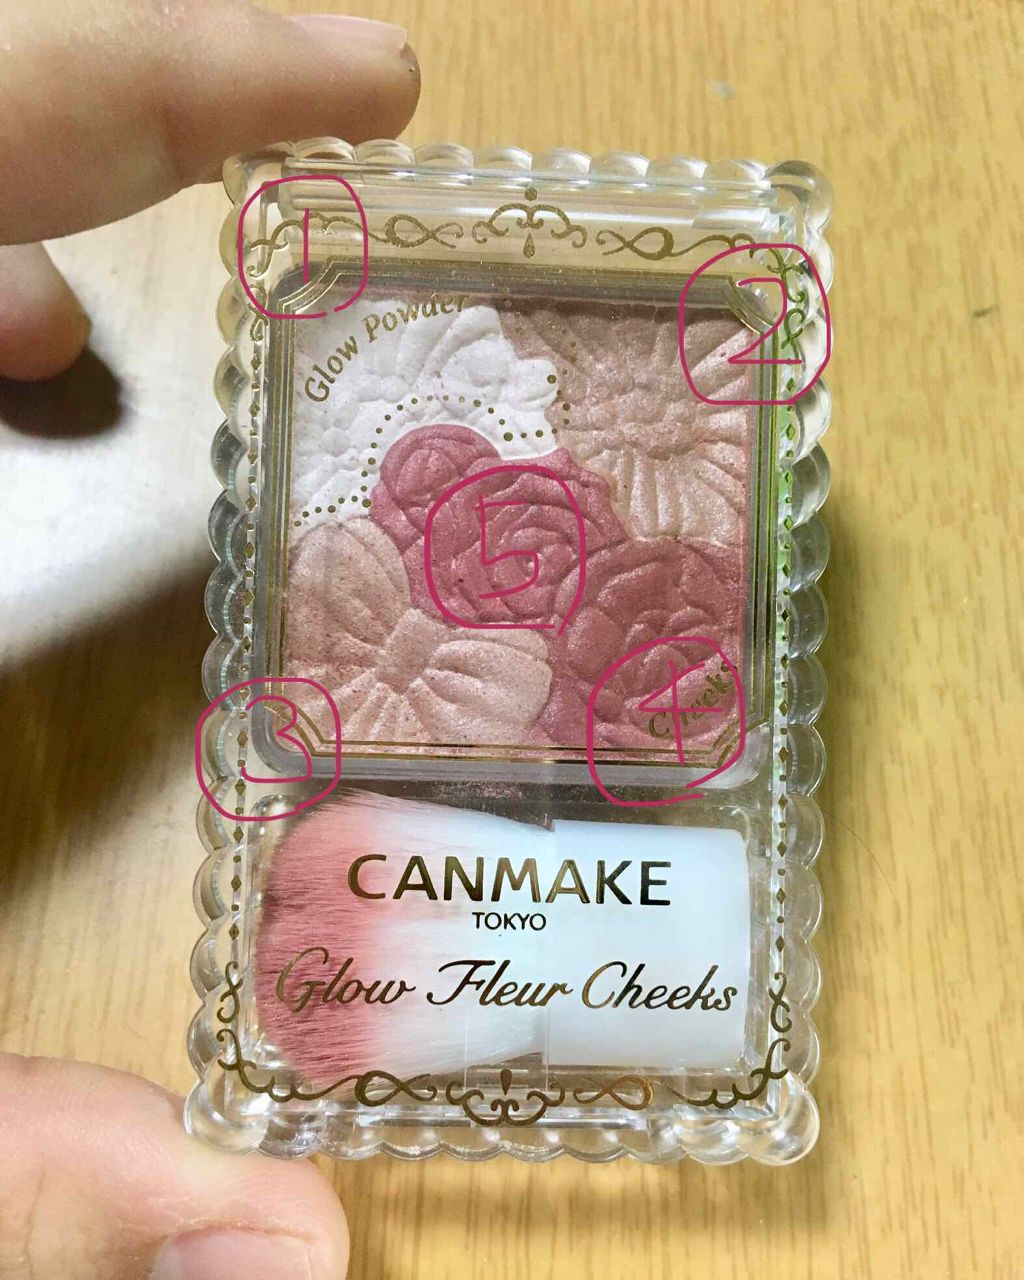 1
2
Glow Powder
5
3
4
Cheeks
CANMAKE
TOKYO
Glow Fleur Cheeks